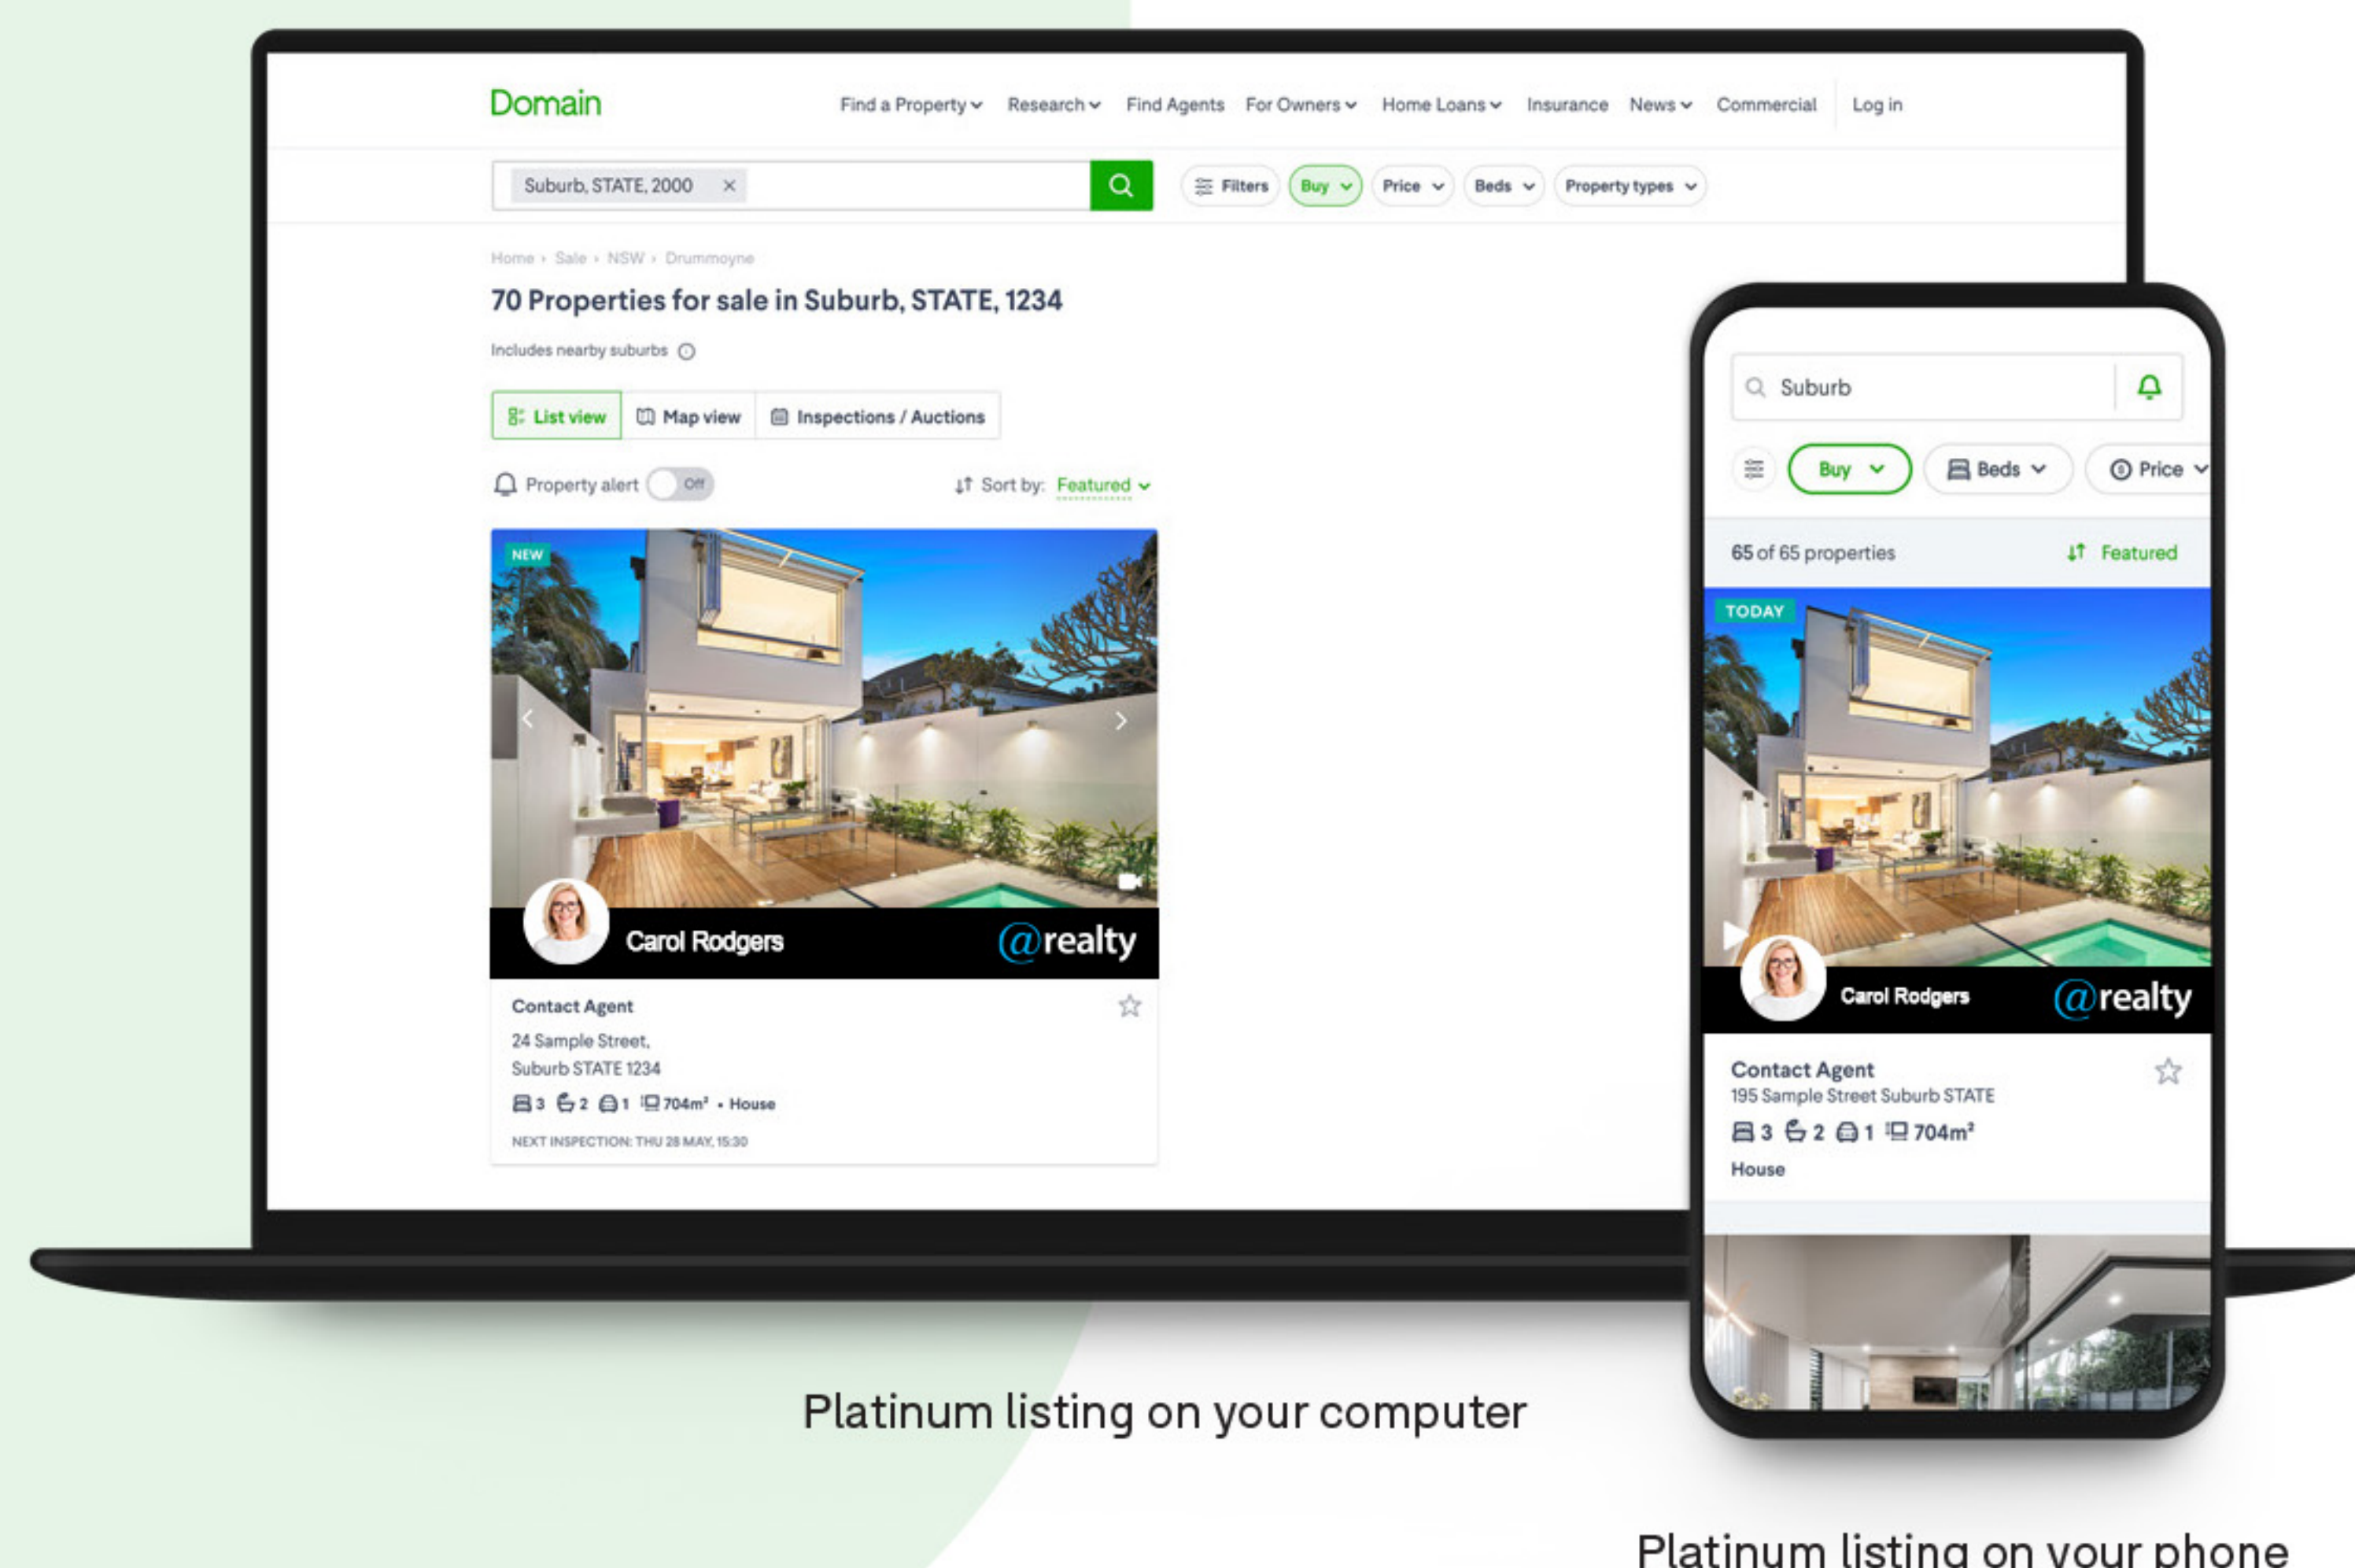 Domain
Find a Property Research Find Agents For Owners Home Loans Insurance News Commercial Log in
Suburb, STATE, 2000 × Filters Buy Price Beds Property types
Home › Sale › NSW › Drummoyne
70 Properties for sale in Suburb, STATE, 1234
Includes nearby suburbs
List view Map view Inspections / Auctions
Property alert Off Sort by: Featured
NEW
Carol Rodgers @realty
Contact Agent
24 Sample Street,
Suburb STATE 1234
3 2 1 704m² • House
NEXT INSPECTION: THU 28 MAY, 15:30
Suburb
Buy Beds Price
65 of 65 properties Featured
TODAY
Carol Rodgers @realty
Contact Agent
195 Sample Street Suburb STATE
3 2 1 704m²
House
Platinum listing on your computer
Platinum listing on your phone